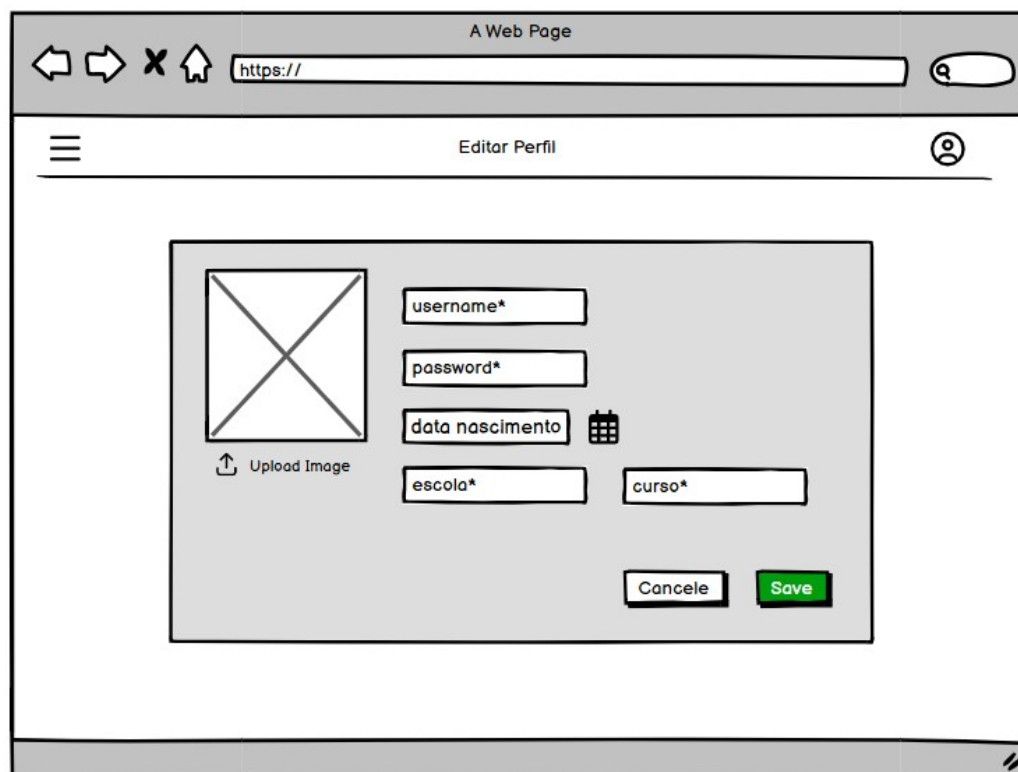 A Web Page
https://
Editar Perfil
username*
password*
data nascimento
Upload Image
escola*
curso*
Cancele
Save